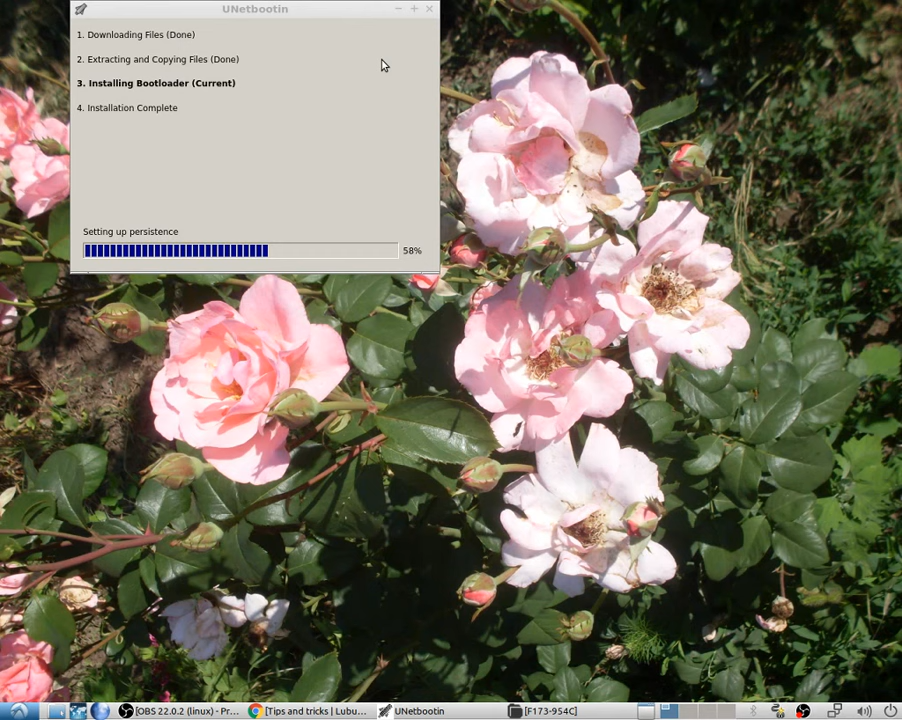 UNetbootin
1. Downloading Files (Done)
2. Extracting and Copying Files (Done)
3. Installing Bootloader (Current)
4. Installation Complete
Setting up persistence
58%
[OBS 22.0.2 (linux) - Pr...
[Tips and tricks | Lubu...
UNetbootin
[F173-954C]